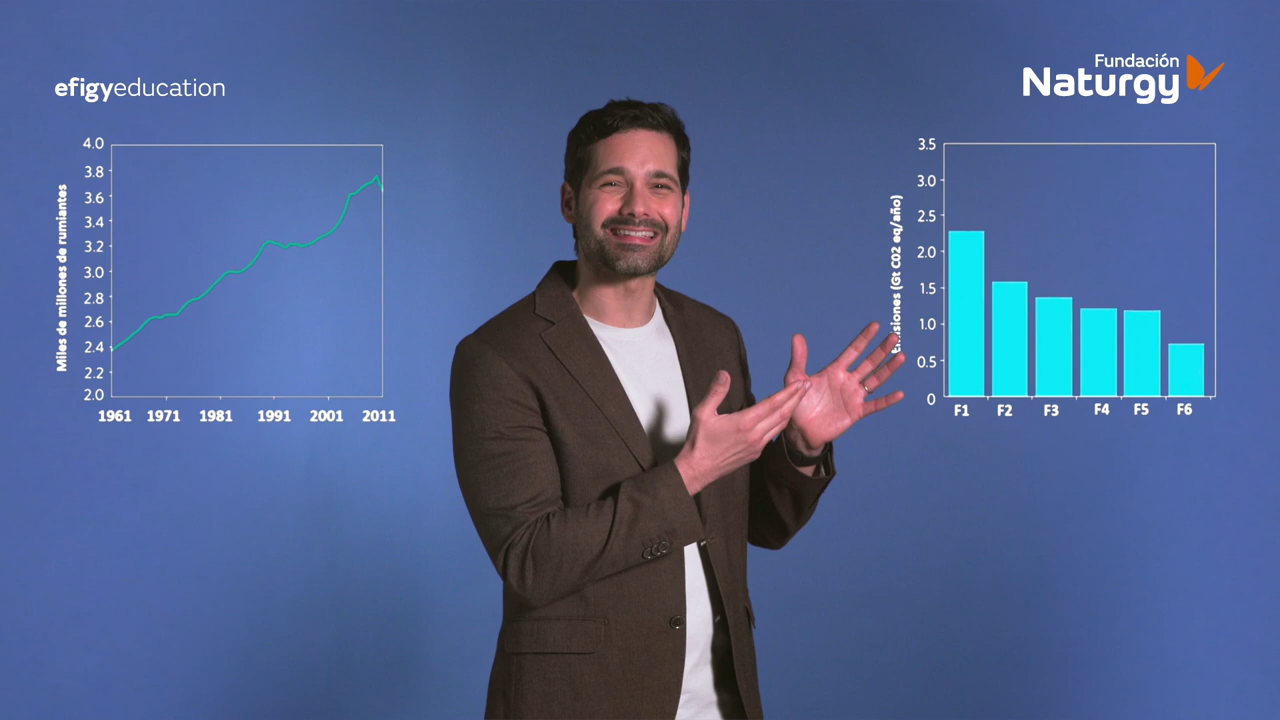 efigyeducation
Fundación
Naturgy
4.0
3.8
3.6
3.4
3.2
3.0
2.8
2.6
2.4
2.2
2.0
Miles de millones de rumiantes
1961 1971 1981 1991 2001 2011
3.5
3.0
2.5
2.0
1.5
1.0
0.5
0
Emisiones (Gt CO2 eq/año)
F1 F2 F3 F4 F5 F6